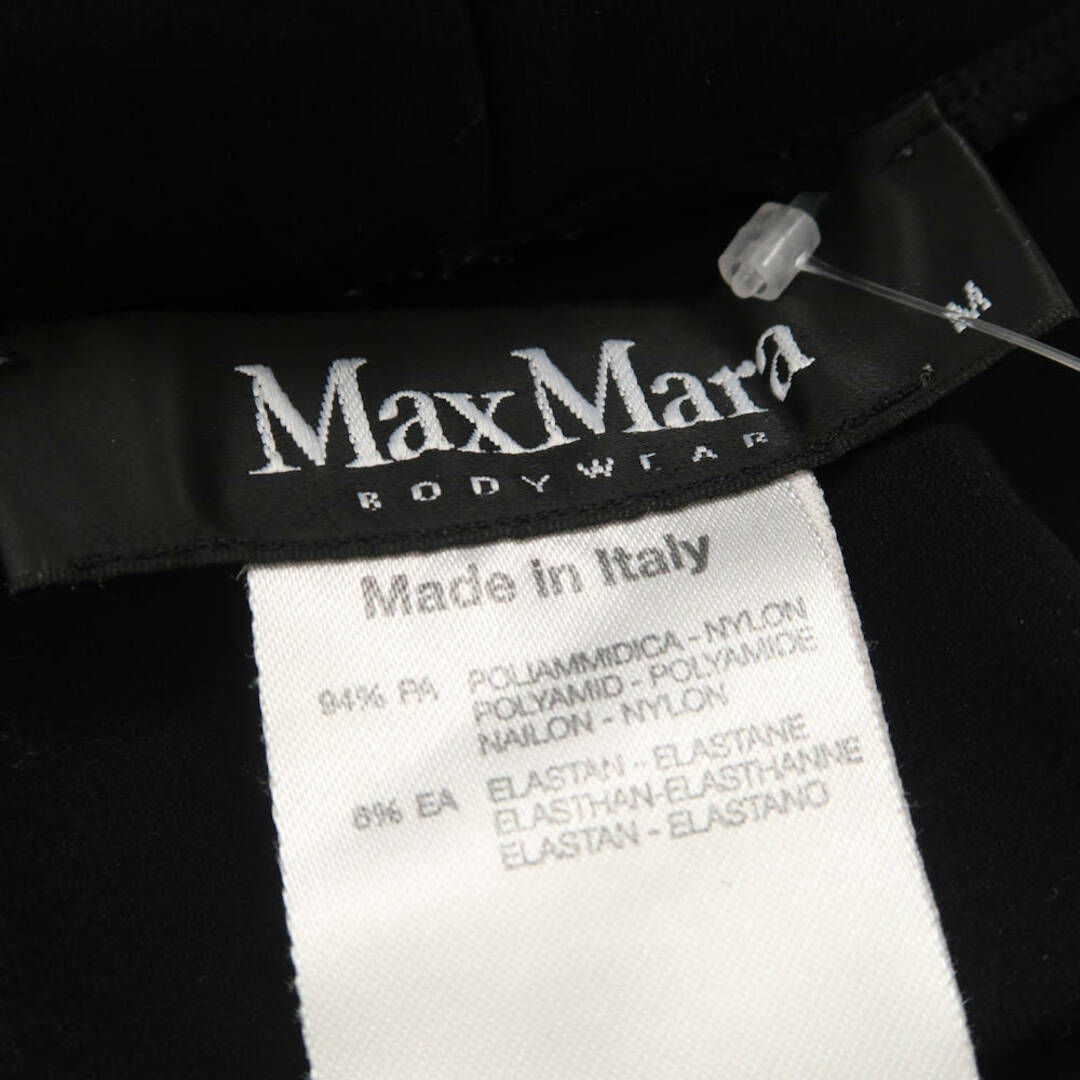 MaxMara
BODYWEAR
M
Made in Italy
94% PA POLIAMMIDICA - NYLON
POLYAMID - POLYAMIDE
NAILON - NYLON
6% EA ELASTAN - ELASTANE
ELASTHAN-ELASTHANNE
ELASTAN - ELASTANO